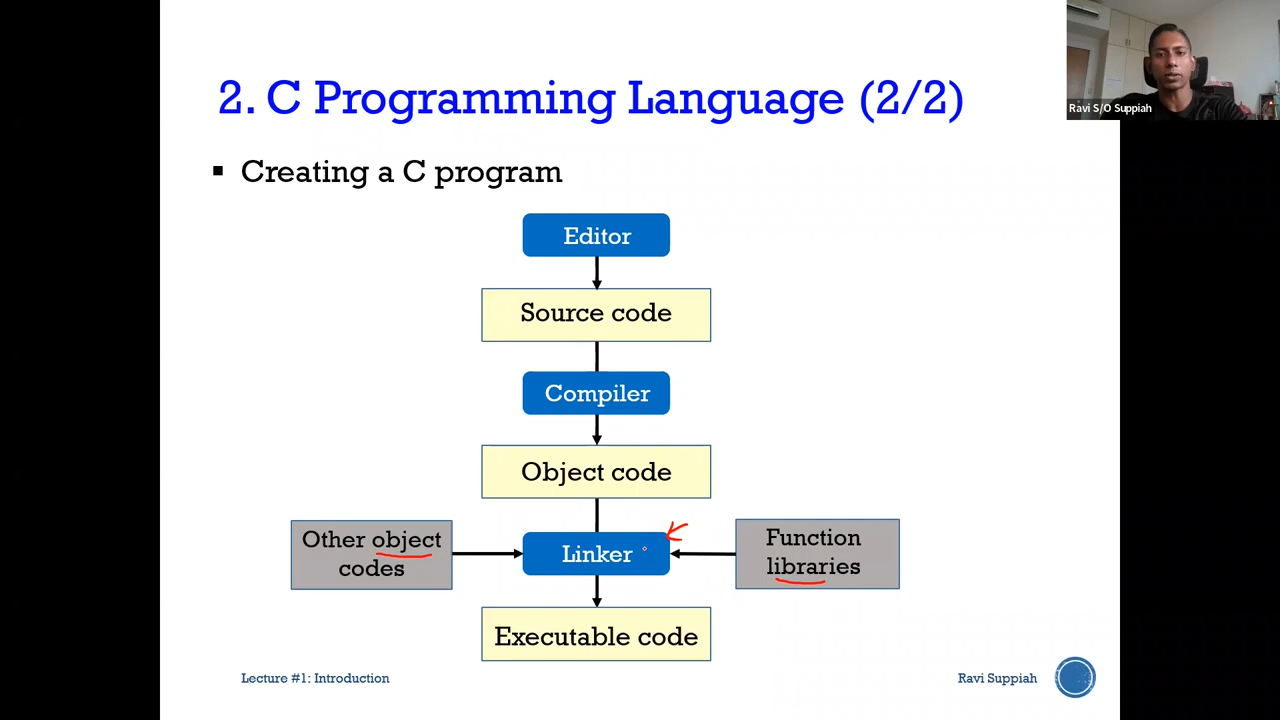 Ravi S/O Suppiah
2. C Programming Language (2/2)
▪ Creating a C program
Editor
Source code
Compiler
Object code
Other object
codes
Linker
Function
libraries
Executable code
Lecture #1: Introduction
Ravi Suppiah